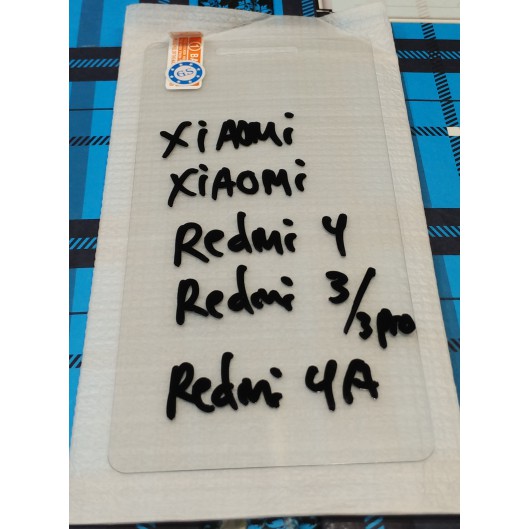 XiAOMi
XiAOMi
Redmi 4
Redmi 3/3pro
Redmi 4A